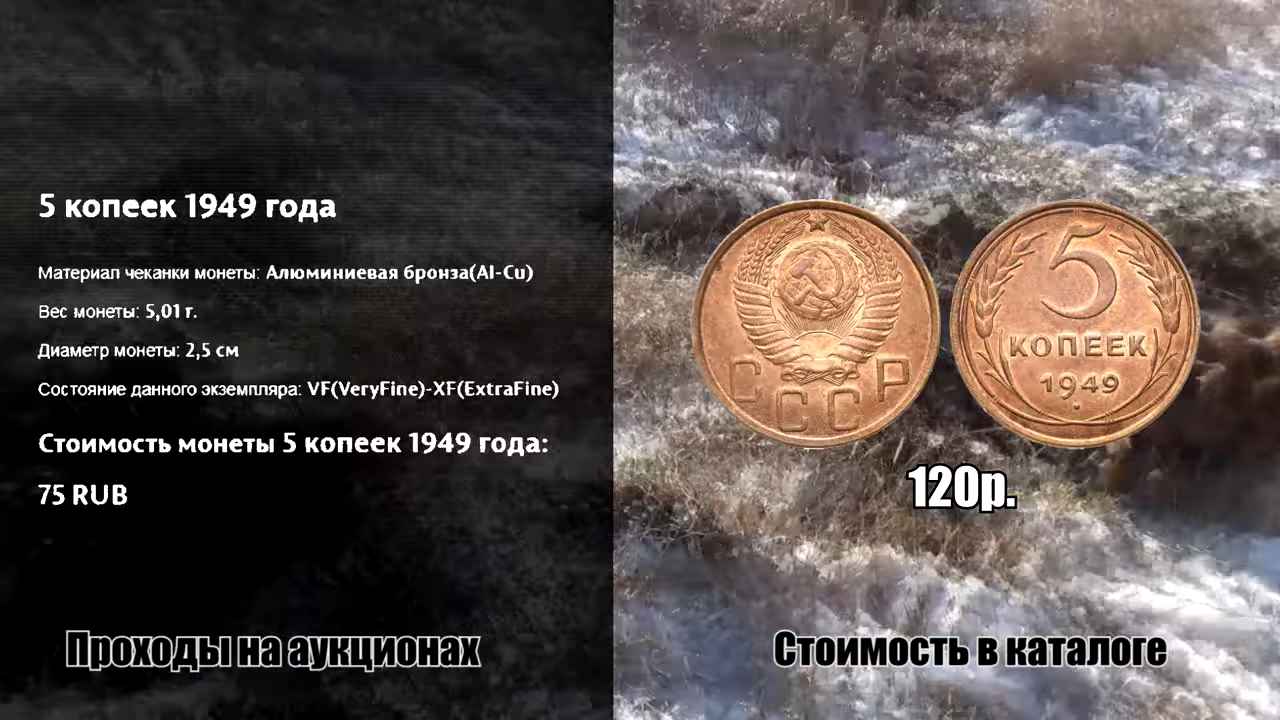 5 копеек 1949 года
Материал чеканки монеты: Алюминиевая бронза(Al-Cu)
Вес монеты: 5,01 г.
Диаметр монеты: 2,5 см
Состояние данного экземпляра: VF(VeryFine)-XF(ExtraFine)
Стоимость монеты 5 копеек 1949 года:
75 RUB
Проходы на аукционах
СССР
5
КОПЕЕК
1949
120р.
Стоимость в каталоге